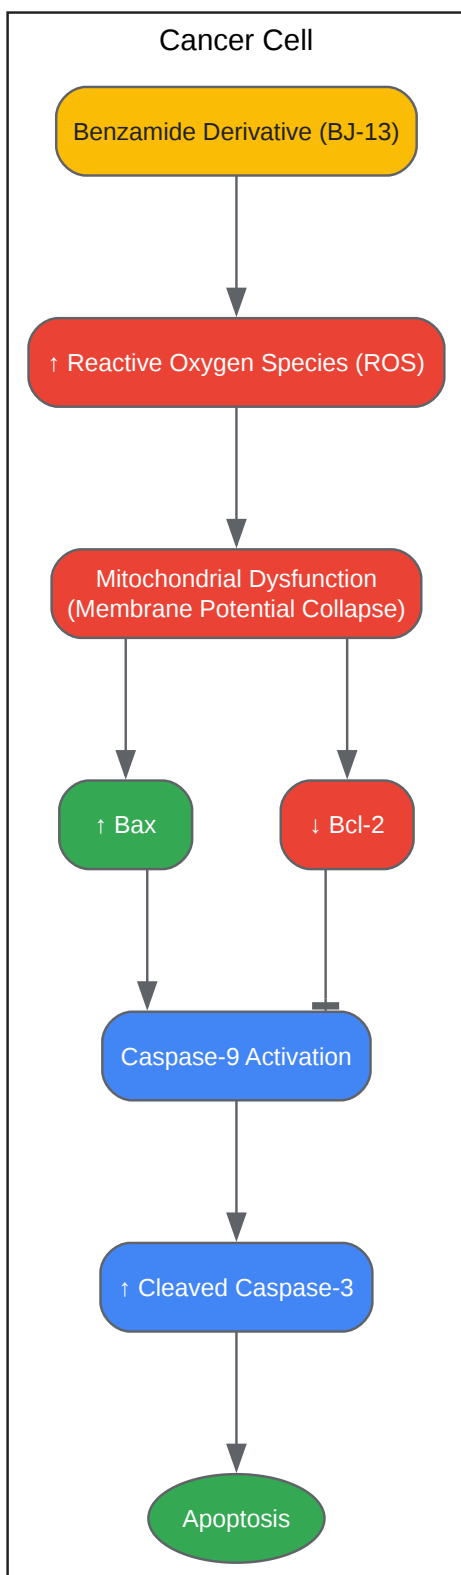 Cancer Cell
Benzamide Derivative (BJ-13)
↑ Reactive Oxygen Species (ROS)
Mitochondrial Dysfunction
(Membrane Potential Collapse)
↑ Bax
↓ Bcl-2
Caspase-9 Activation
↑ Cleaved Caspase-3
Apoptosis